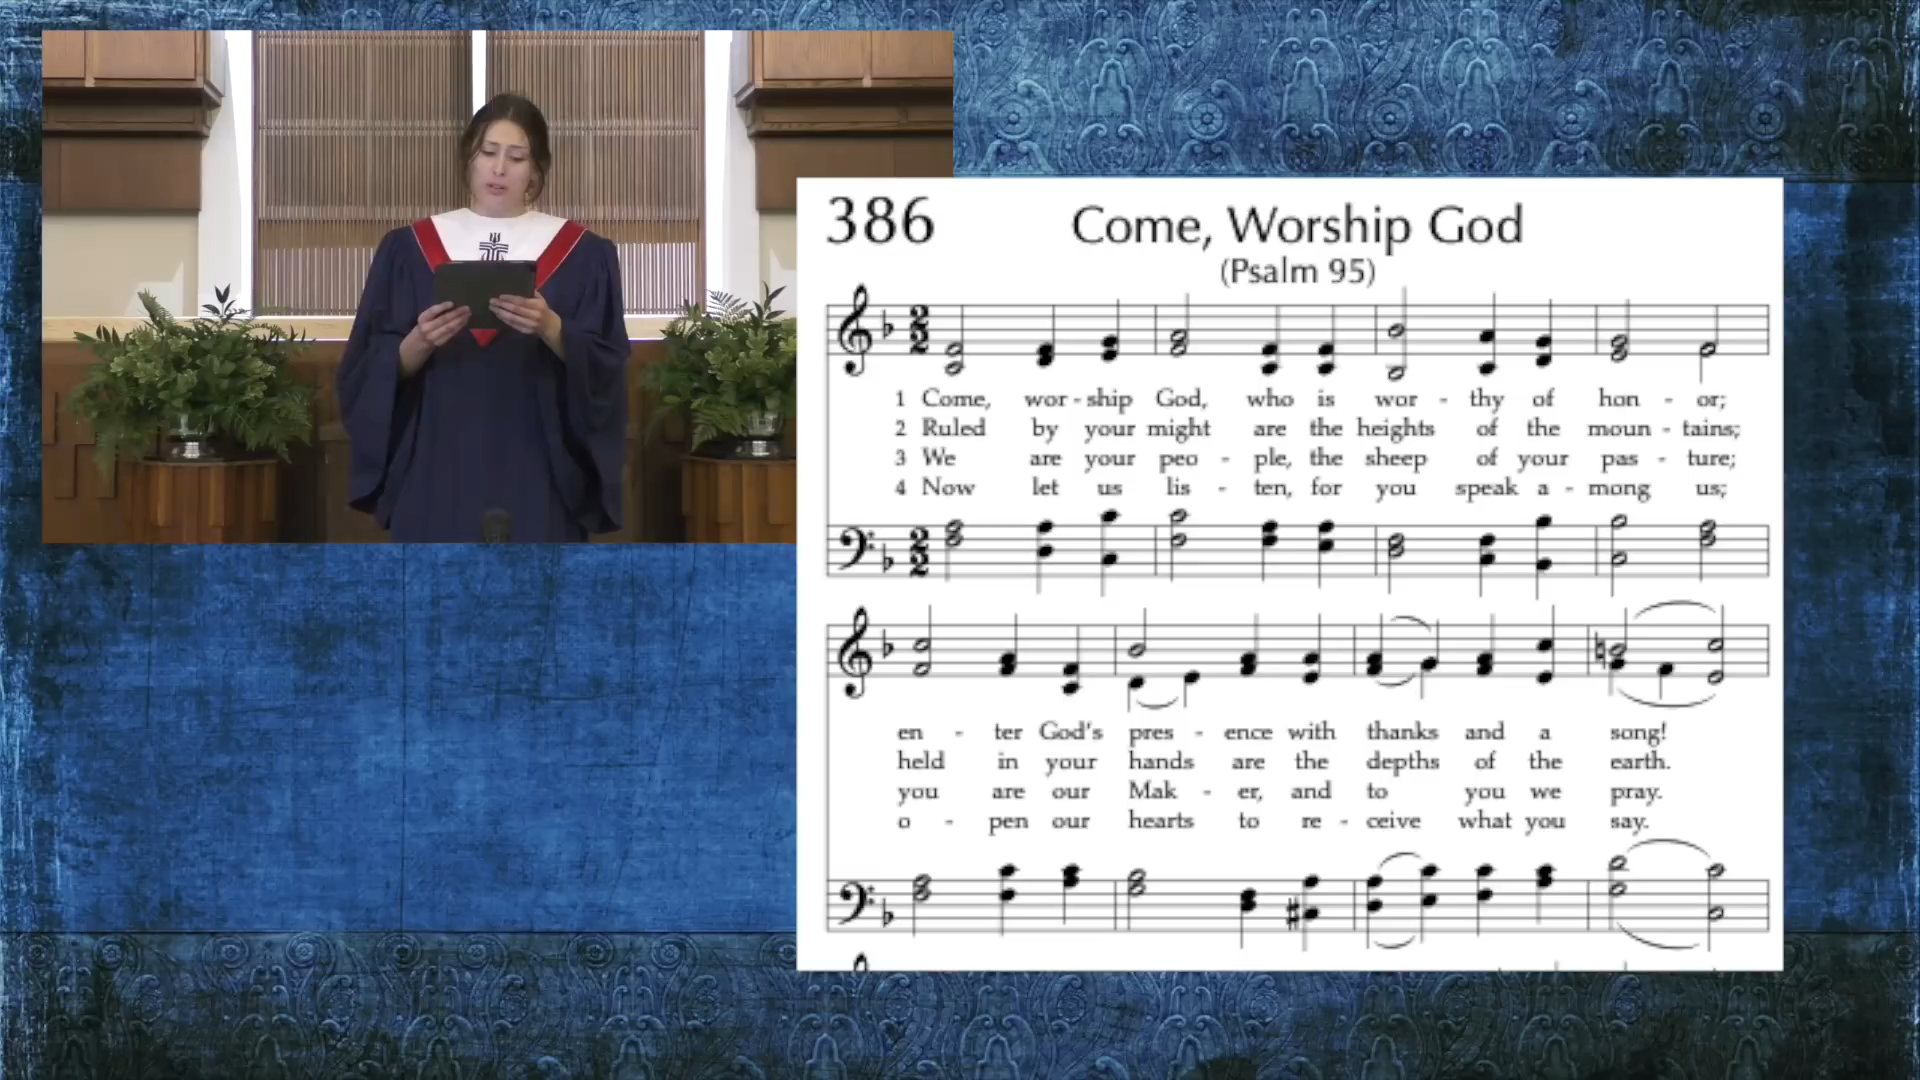 386 Come, Worship God
(Psalm 95)
1 Come, wor - ship God, who is wor - thy of hon - or;
2 Ruled by your might are the heights of the moun - tains;
3 We are your peo - ple, the sheep of your pas - ture;
4 Now let us lis - ten, for you speak a - mong us;
en - ter God's pres - ence with thanks and a song!
held in your hands are the depths of the earth.
you are our Mak - er, and to you we pray.
o - pen our hearts to re - ceive what you say.